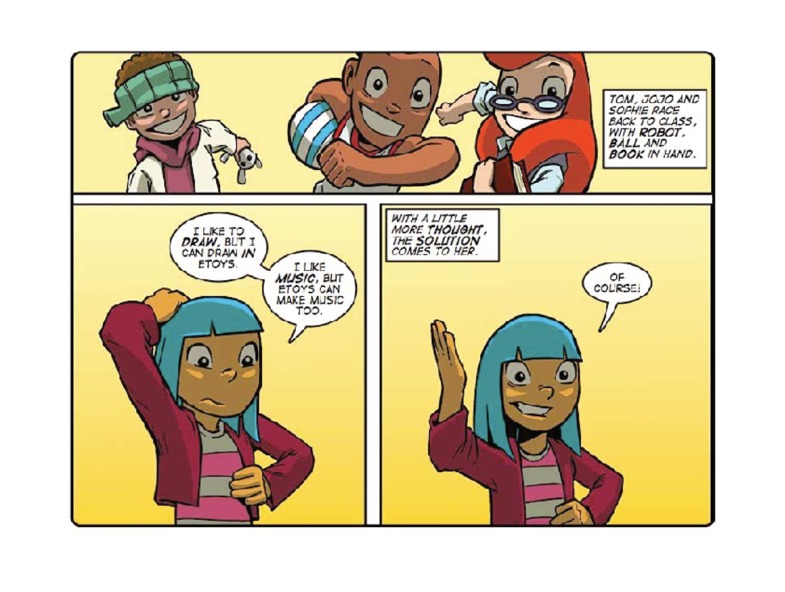 TOM, JOJO AND
SOPHIE RACE
BACK TO CLASS,
WITH ROBOT,
BALL AND
BOOK IN HAND.
I LIKE TO
DRAW, BUT I
CAN DRAW IN
ETOYS.
I LIKE
MUSIC, BUT
ETOYS CAN
MAKE MUSIC
TOO.
WITH A LITTLE
MORE THOUGHT,
THE SOLUTION
COMES TO HER.
OF
COURSE!